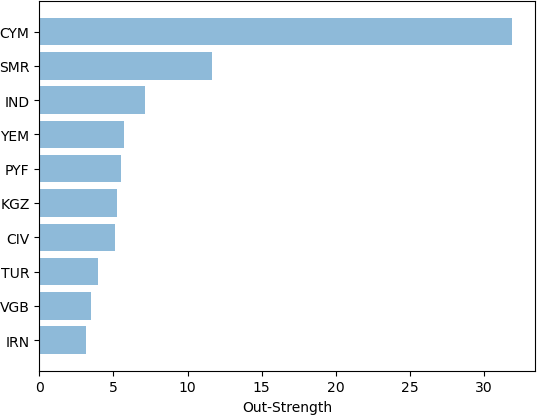 CYM
SMR
IND
YEM
PYF
KGZ
CIV
TUR
VGB
IRN
0 5 10 15 20 25 30
Out-Strength